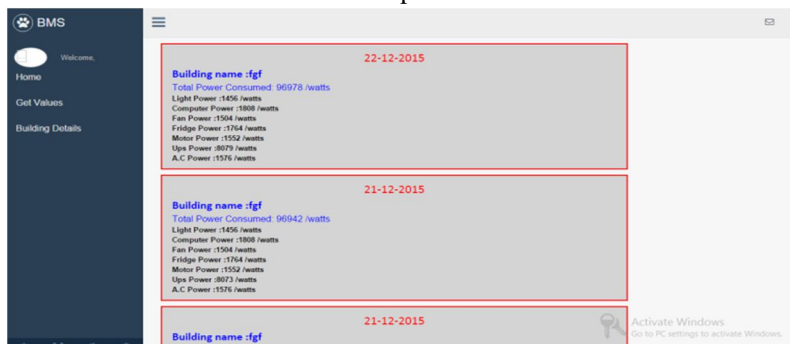 BMS
Welcome,
Home
Get Values
Building Details
22-12-2015
Building name :fgf
Total Power Consumed: 96978 /watts
Light Power :1456 /watts
Computer Power :1808 /watts
Fan Power :1504 /watts
Fridge Power :1764 /watts
Motor Power :1552 /watts
Ups Power :8079 /watts
A.C Power :1576 /watts
21-12-2015
Building name :fgf
Total Power Consumed: 96942 /watts
Light Power :1456 /watts
Computer Power :1808 /watts
Fan Power :1504 /watts
Fridge Power :1764 /watts
Motor Power :1552 /watts
Ups Power :8073 /watts
A.C Power :1576 /watts
21-12-2015
Building name :fgf
Activate Windows
Go to PC settings to activate Windows.